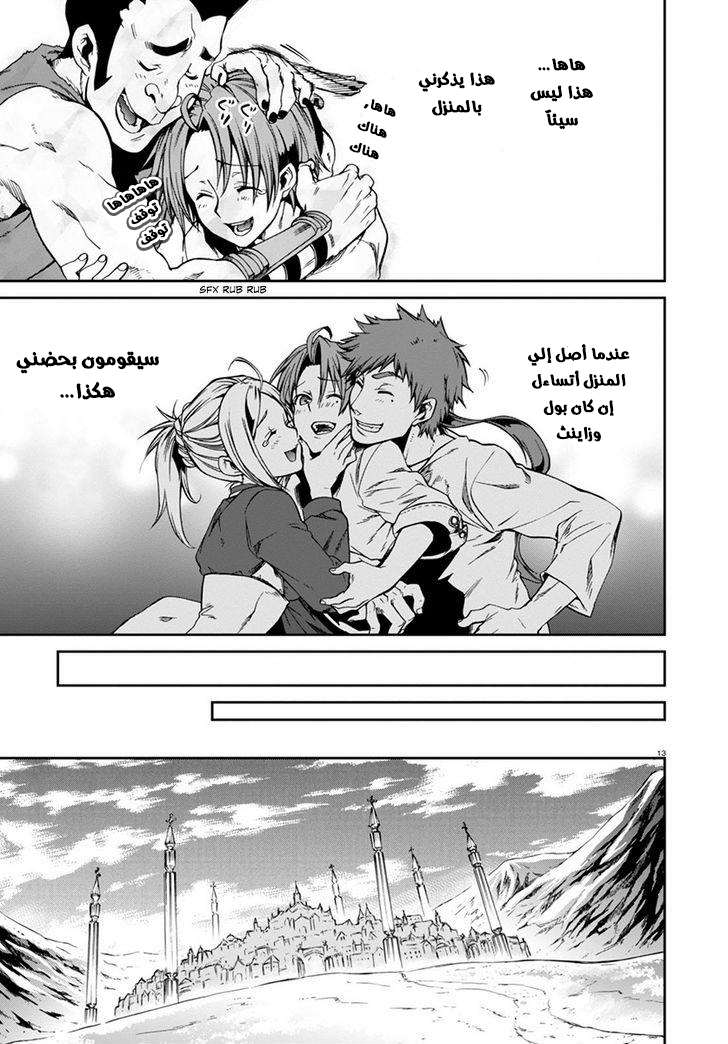 هاها...
هذا ليس
سيئاً
هذا يذكرني
بالمنزل
هاها,
هناك
هناك
هاهاهاها
توقف
توقف
SFX RUB RUB
عندما أصل إلي
المنزل أتساءل
إن كان بول
وزاينث
سيقومون بحضني
هكذا...
13